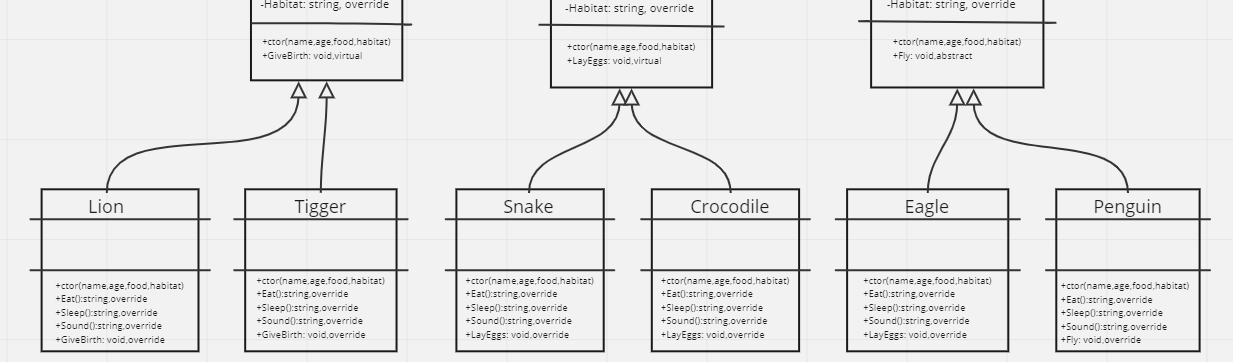 -Habitat: string, override
+ctor(name,age,food,habitat)
+GiveBirth: void,virtual
-Habitat: string, override
+ctor(name,age,food,habitat)
+LayEggs: void,virtual
-Habitat: string, override
+ctor(name,age,food,habitat)
+Fly: void,abstract
Lion
+ctor(name,age,food,habitat)
+Eat():string,override
+Sleep():string,override
+Sound():string,override
+GiveBirth: void,override
Tigger
+ctor(name,age,food,habitat)
+Eat():string,override
+Sleep():string,override
+Sound():string,override
+GiveBirth: void,override
Snake
+ctor(name,age,food,habitat)
+Eat():string,override
+Sleep():string,override
+Sound():string,override
+LayEggs: void,override
Crocodile
+ctor(name,age,food,habitat)
+Eat():string,override
+Sleep():string,override
+Sound():string,override
+LayEggs: void,override
Eagle
+ctor(name,age,food,habitat)
+Eat():string,override
+Sleep():string,override
+Sound():string,override
+LayEggs: void,override
Penguin
+ctor(name,age,food,habitat)
+Eat():string,override
+Sleep():string,override
+Sound():string,override
+Fly: void,override